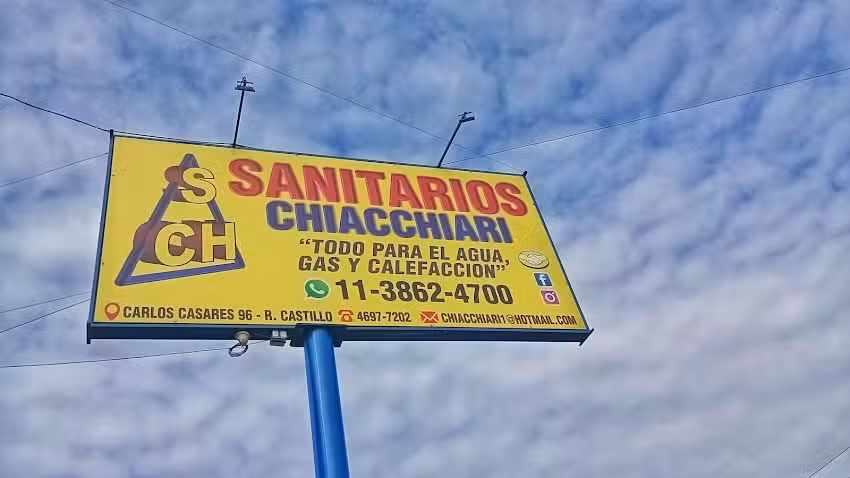 S
CH
SANITARIOS
CHIACCHIARI
"TODO PARA EL AGUA,
GAS Y CALEFACCION"
11-3862-4700
CARLOS CASARES 96 - R. CASTILLO 4697-7202 CHIACCHIARI1@HOTMAIL.COM